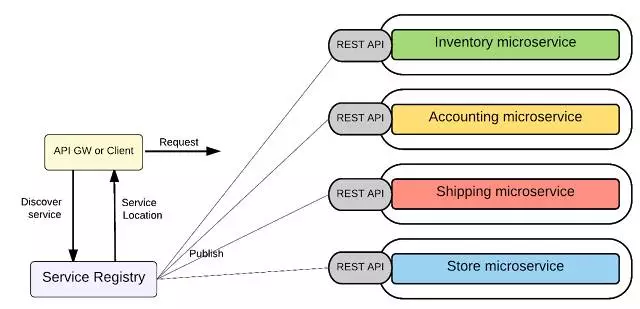 REST API
Inventory microservice
REST API
Accounting microservice
API GW or Client
Request
REST API
Shipping microservice
Discover
service
Service
Location
Publish
Service Registry
REST API
Store microservice